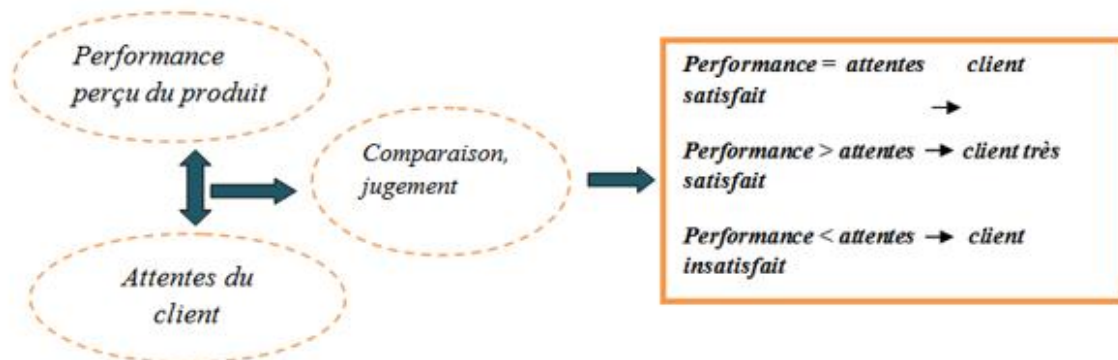 Performance
perçu du produit
Attentes du
client
Comparaison,
jugement
Performance = attentes client
satisfait →
Performance > attentes → client très
satisfait
Performance < attentes → client
insatisfait